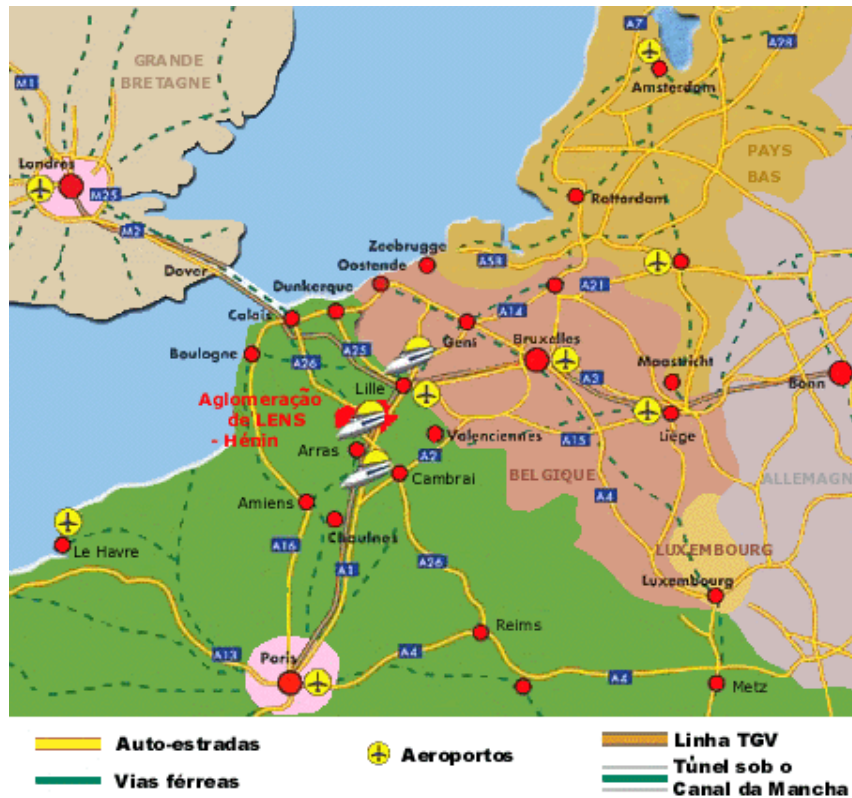 A7
A28
GRANDE
BRETAGNE
M1
Amsterdam
Londres
PAYS
BAS
M25
Rotterdam
M2
Zeebrugge
A58
Dover
Oostende
Dunkerque
A21
Calais
A14
Gent
Bruxelles
Boulogne
A25
A26
Maastricht
Lille
A3
Bonn
Aglomeração
de LENS
- Hénin
Valenciennes
A15
Liège
Arras
A2
Cambrai
BELGIQUE
ALLEMAGN
Amiens
A4
Chaulnes
Le Havre
A16
LUXEMBOURG
A1
A26
Luxembourg
Reims
A13
Paris
A4
A4
Metz
Auto-estradas
Aeroportos
Linha TGV
Vias férreas
Túnel sob o
Canal da Mancha